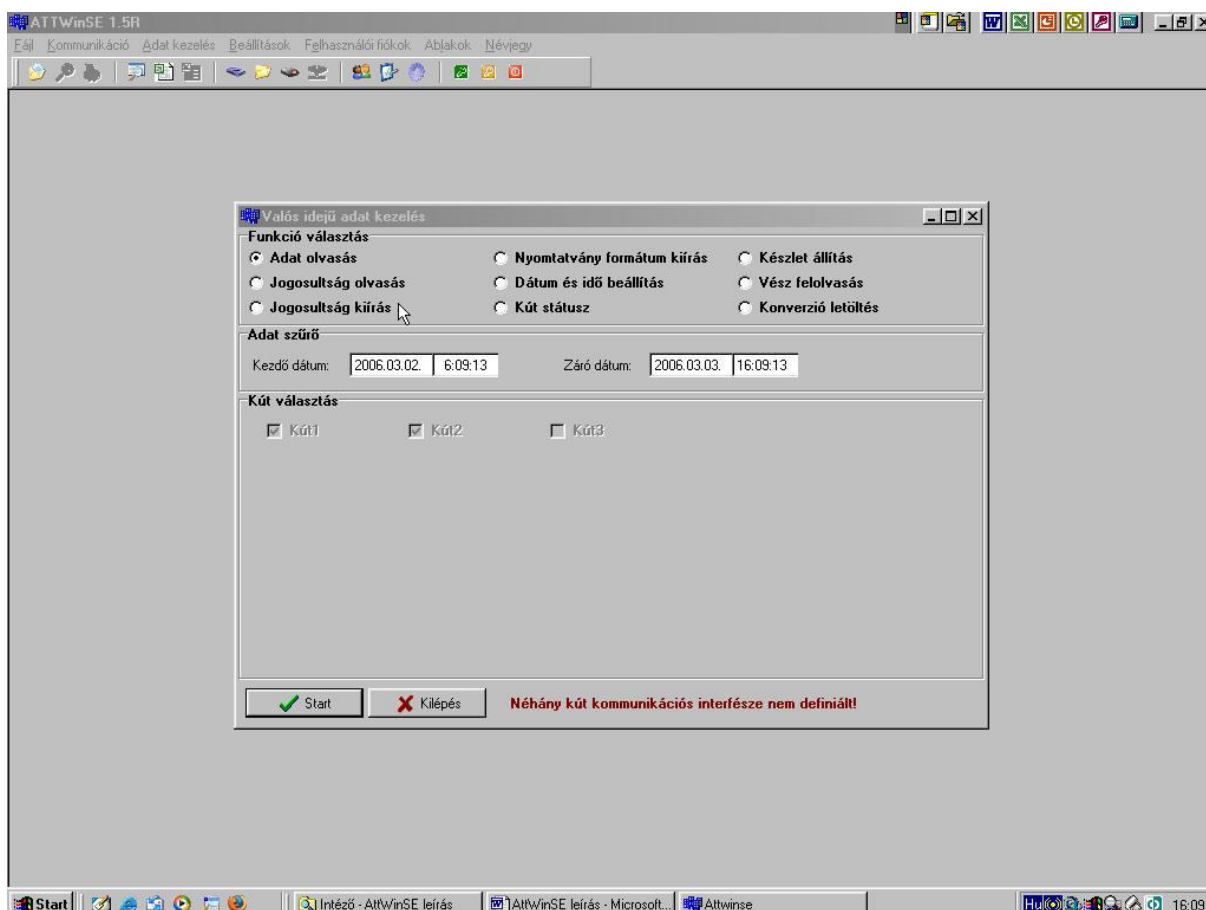 ATTWinSE 1.5R
Fájl Kommunikáció Adat kezelés Beállítások Felhasználói fiókok Ablakok Névjegy
Valós idejű adat kezelés
Funkció választás
Adat olvasás Nyomtatvány formátum kiírás Készlet állítás
Jogosultság olvasás Dátum és idő beállítás Vész felolvasás
Jogosultság kiírás Kút státusz Konverzió letöltés
Adat szűrő
Kezdő dátum: 2006.03.02. 6:09:13 Záró dátum: 2006.03.03. 16:09:13
Kút választás
Kút1 Kút2 Kút3
Start Kilépés Néhány kút kommunikációs interfésze nem definiált!
Start Intéző - AttWinSE leírás AttWinSE leírás - Microsoft... Attwinse Hu 16:09